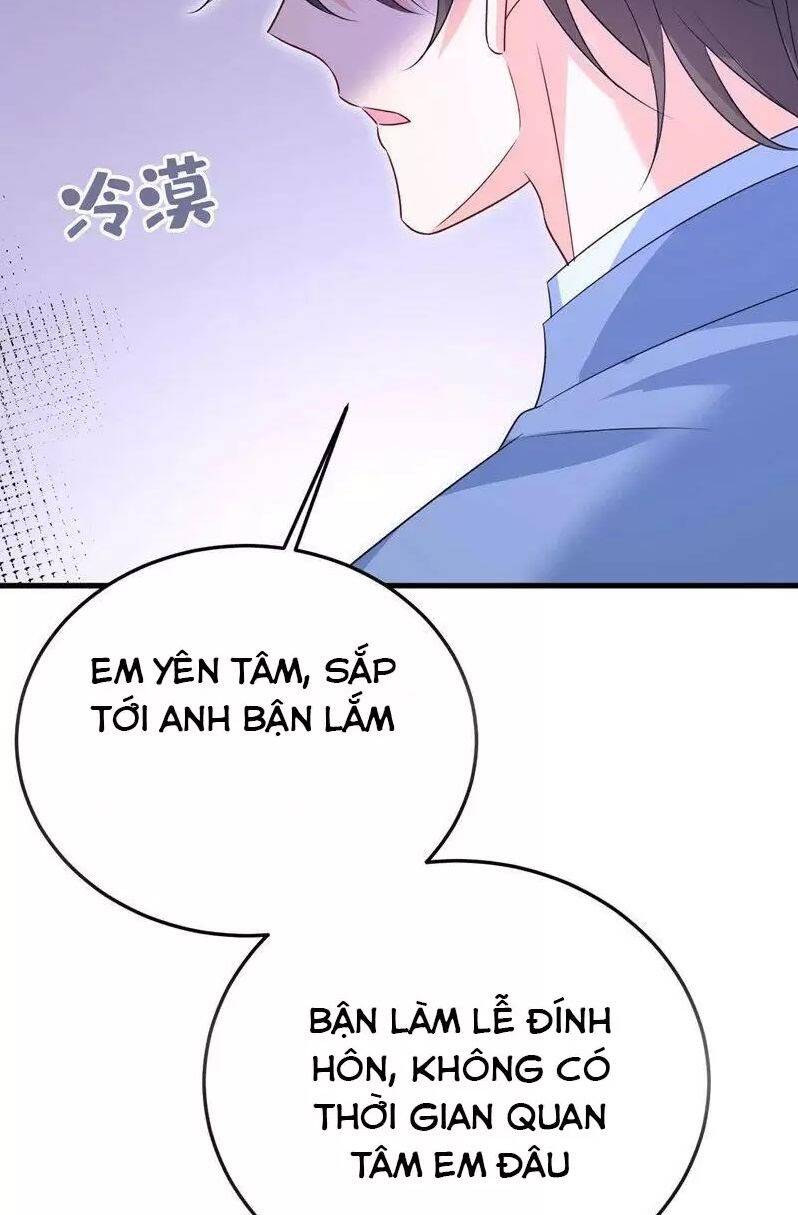 冷漠
EM YÊN TÂM, SẮP
TỚI ANH BẬN LẮM
BẬN LÀM LỄ ĐÍNH
HÔN, KHÔNG CÓ
THỜI GIAN QUAN
TÂM EM ĐÂU